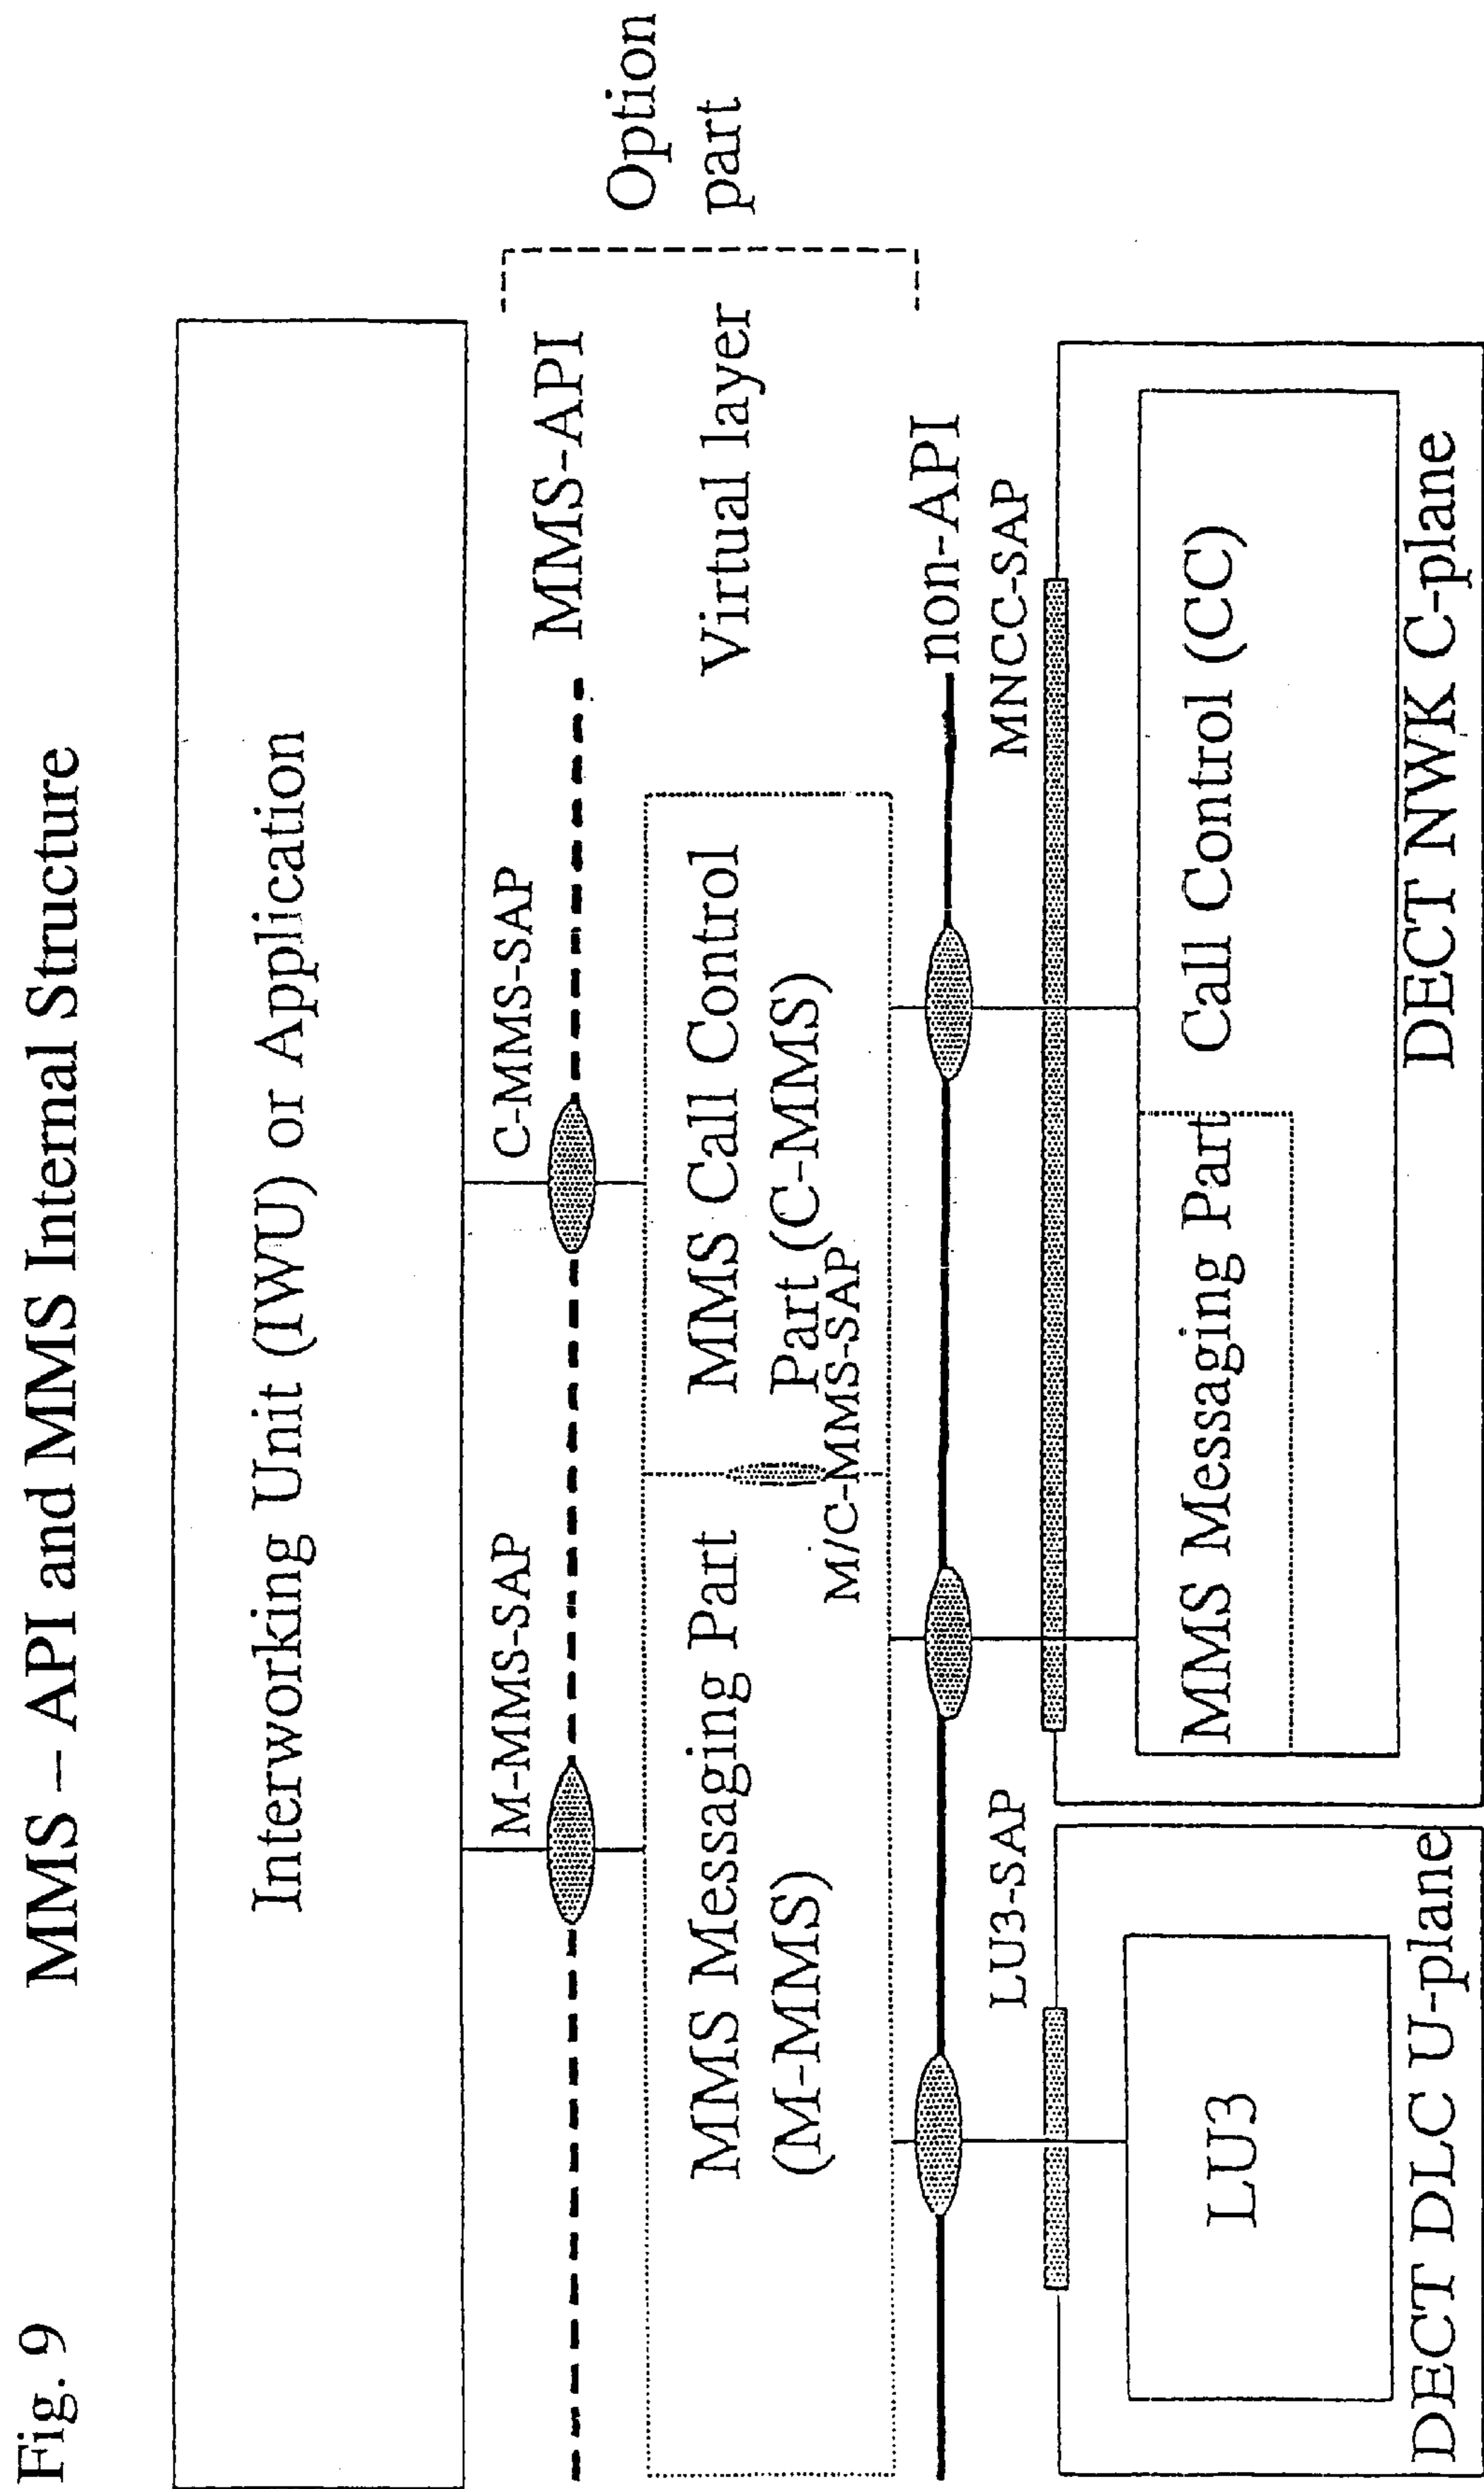 Fig. 9
MMS – API and MMS Internal Structure
Interworking Unit (IWU) or Application
M-MMS-SAP
C-MMS-SAP
MMS-API
Option
part
MMS Messaging Part
(M-MMS)
MMS Call Control
Part (C-MMS)
M/C-MMS-SAP
Virtual layer
non-API
LU3-SAP
MNCC-SAP
LU3
DECT DLC U-plane
MMS Messaging Part
Call Control (CC)
DECT NWK C-plane